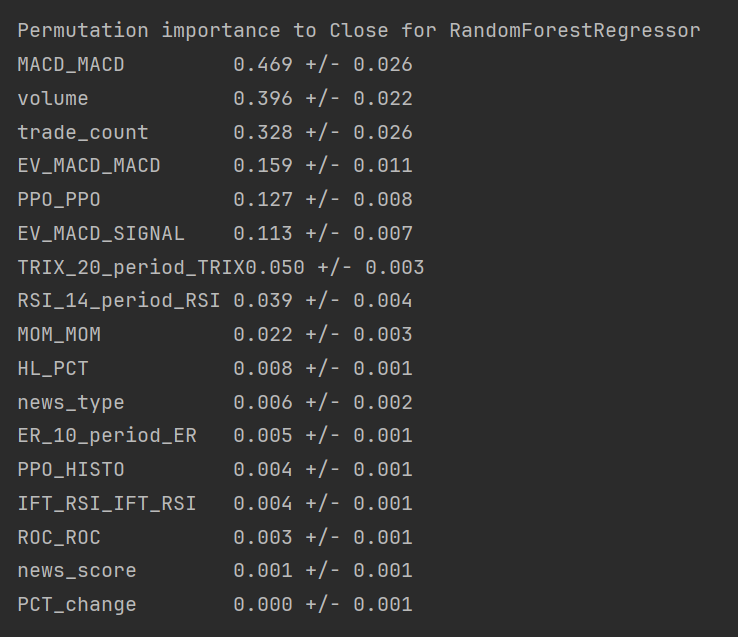 Permutation importance to Close for RandomForestRegressor
MACD_MACD 0.469 +/- 0.026
volume 0.396 +/- 0.022
trade_count 0.328 +/- 0.026
EV_MACD_MACD 0.159 +/- 0.011
PPO_PPO 0.127 +/- 0.008
EV_MACD_SIGNAL 0.113 +/- 0.007
TRIX_20_period_TRIX0.050 +/- 0.003
RSI_14_period_RSI 0.039 +/- 0.004
MOM_MOM 0.022 +/- 0.003
HL_PCT 0.008 +/- 0.001
news_type 0.006 +/- 0.002
ER_10_period_ER 0.005 +/- 0.001
PPO_HISTO 0.004 +/- 0.001
IFT_RSI_IFT_RSI 0.004 +/- 0.001
ROC_ROC 0.003 +/- 0.001
news_score 0.001 +/- 0.001
PCT_change 0.000 +/- 0.001